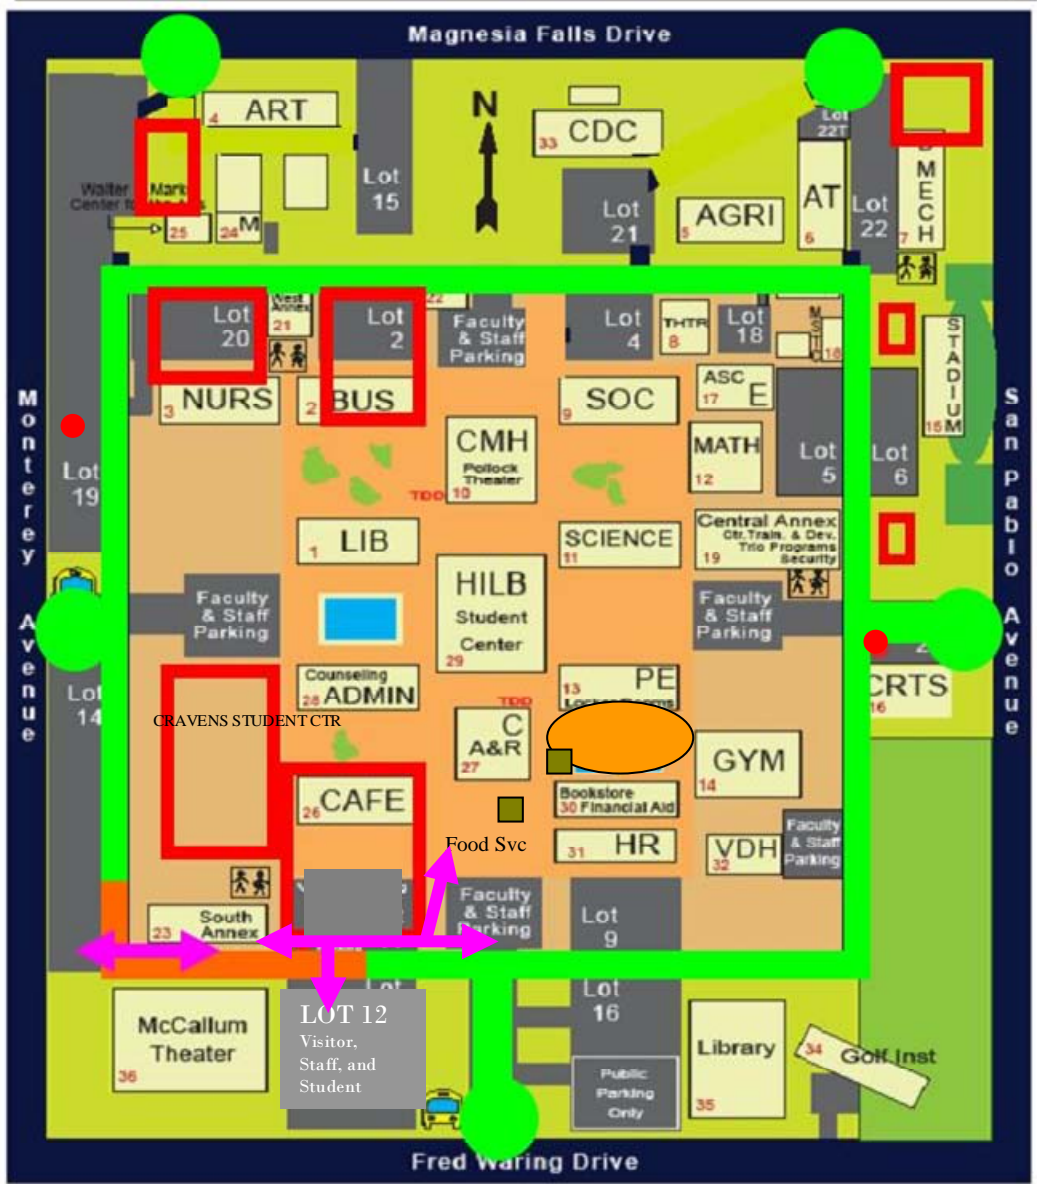 Magnesia Falls Drive
4 ART
N
33 CDC
Lot
22T
B
MECH
7
Lot
15
Walter
Mark
Center for the Arts
25
24 M
Lot
21
5 AGRI
AT
6
Lot
22
West
Annex
21
Lot
20
Lot
2
22
Faculty
& Staff
Parking
Lot
4
THTR
8
Lot
18
MSTC
18
STADIUM
15
3 NURS
2 BUS
9 SOC
ASC
17 E
Monterey Avenue
San Pablo Avenue
CMH
Pollock
Theater
10
TDD
MATH
12
Lot
5
Lot
6
Lot
19
1 LIB
SCIENCE
11
Central Annex
Ctr.Train. & Dev.
Trio Programs
Security
19
HILB
Student
Center
29
Faculty
& Staff
Parking
Faculty
& Staff
Parking
Counseling
28 ADMIN
13 PE
Locker Rooms
TDD
CRTS
16
Lot
14
CRAVENS STUDENT CTR
C
A&R
27
GYM
14
26 CAFE
Bookstore
30 Financial Aid
Food Svc
31 HR
VDH
32
Faculty
& Staff
Parking
South
23 Annex
Faculty
& Staff
Parking
Lot
9
Lot
Lot
16
McCallum
Theater
36
LOT 12
Visitor,
Staff, and
Student
Library
35
34 Golf Inst
Public
Parking
Only
Fred Waring Drive